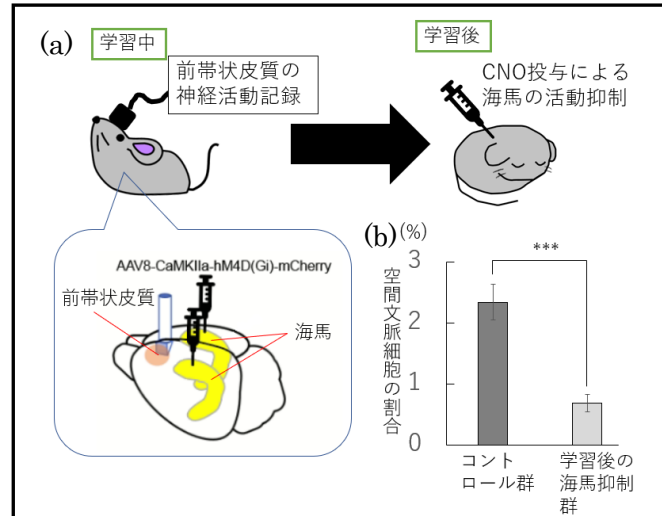 (a)
学習中
前帯状皮質の
神経活動記録
学習後
CNO投与による
海馬の活動抑制
AAV8-CaMKIIa-hM4D(Gi)-mCherry
前帯状皮質
海馬
(b)
(%)
空間文脈細胞の割合
3
2
1
0
***
コント
ロール群
学習後の
海馬抑制
群